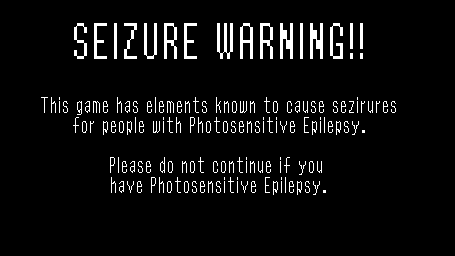 SEIZURE WARNING!!
This game has elements known to cause sezirures
for people with Photosensitive Epilepsy.
Please do not continue if you
have Photosensitive Epilepsy.